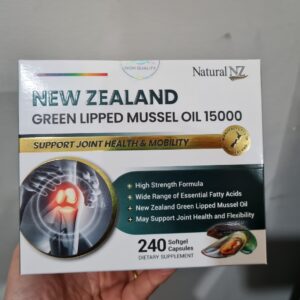 HIGH QUALITY
Natural NZ
NEW ZEALAND
GREEN LIPPED MUSSEL OIL 15000
SUPPORT JOINT HEALTH & MOBILITY
High Strength Formula
Wide Range of Essential Fatty Acids
New Zealand Green Lipped Mussel Oil
May Support Joint Health and Flexibility
240 Softgel
Capsules
DIETARY SUPPLEMENT